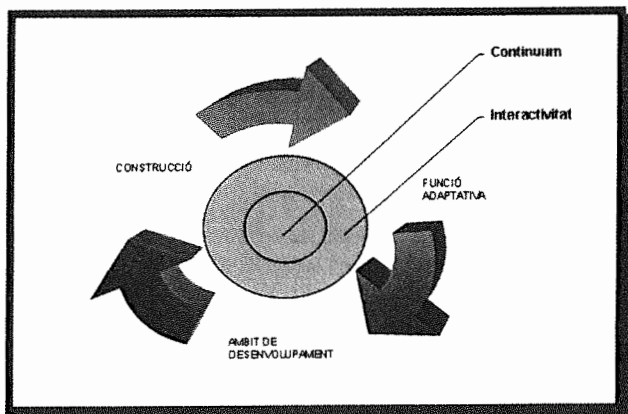 Continuum
Interactivitat
CONSTRUCCIÓ
FUNCIÓ
ADAPTATIVA
AMBIT DE
DESENVOLUPAMENT